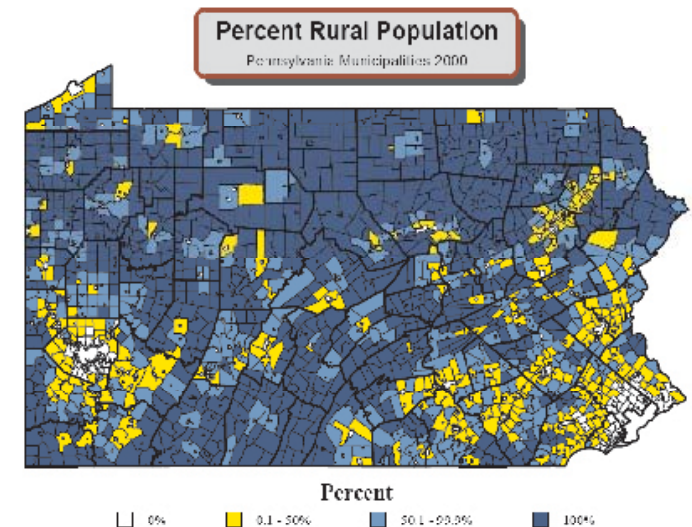 Percent Rural Population
Pennsylvania Municipalities 2000
Percent
0% 0.1 - 50% 50.1 - 99.9% 100%